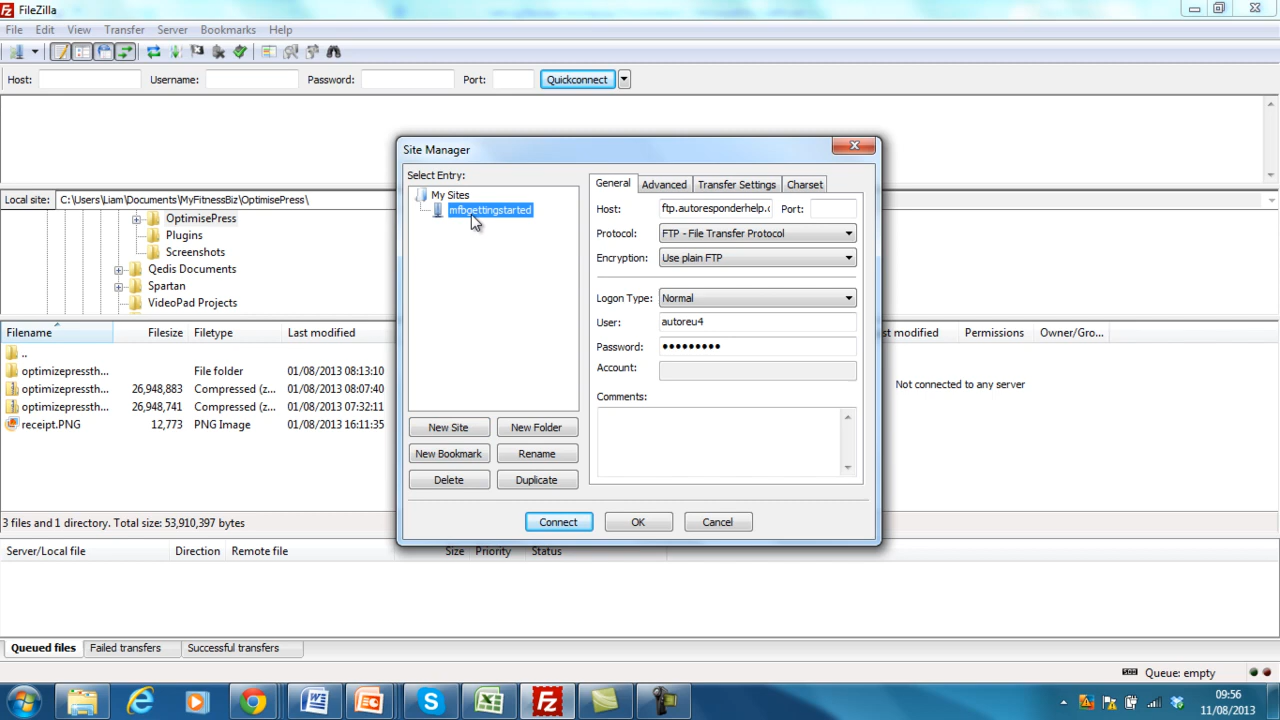 FileZilla
File Edit View Transfer Server Bookmarks Help
Host: Username: Password: Port: Quickconnect
Site Manager
Select Entry:
My Sites
mfbgettingstarted
New Site New Folder
New Bookmark Rename
Delete Duplicate
General Advanced Transfer Settings Charset
Host: ftp.autoresponderhelp.c Port:
Protocol: FTP - File Transfer Protocol
Encryption: Use plain FTP
Logon Type: Normal
User: autoreu4
Password: •••••••••
Account:
Comments:
Connect OK Cancel
Local site: C:\Users\Liam\Documents\MyFitnessBiz\OptimisePress\
OptimisePress
Plugins
Screenshots
Qedis Documents
Spartan
VideoPad Projects
Filename Filesize Filetype Last modified
..
optimizepressth... File folder 01/08/2013 08:13:10
optimizepressth... 26,948,883 Compressed (z... 01/08/2013 08:07:40
optimizepressth... 26,948,741 Compressed (z... 01/08/2013 07:32:11
receipt.PNG 12,773 PNG Image 01/08/2013 16:11:35
3 files and 1 directory. Total size: 53,910,397 bytes
st modified Permissions Owner/Gro...
Not connected to any server
Server/Local file Direction Remote file Size Priority Status
Queued files Failed transfers Successful transfers
Queue: empty
09:56
11/08/2013